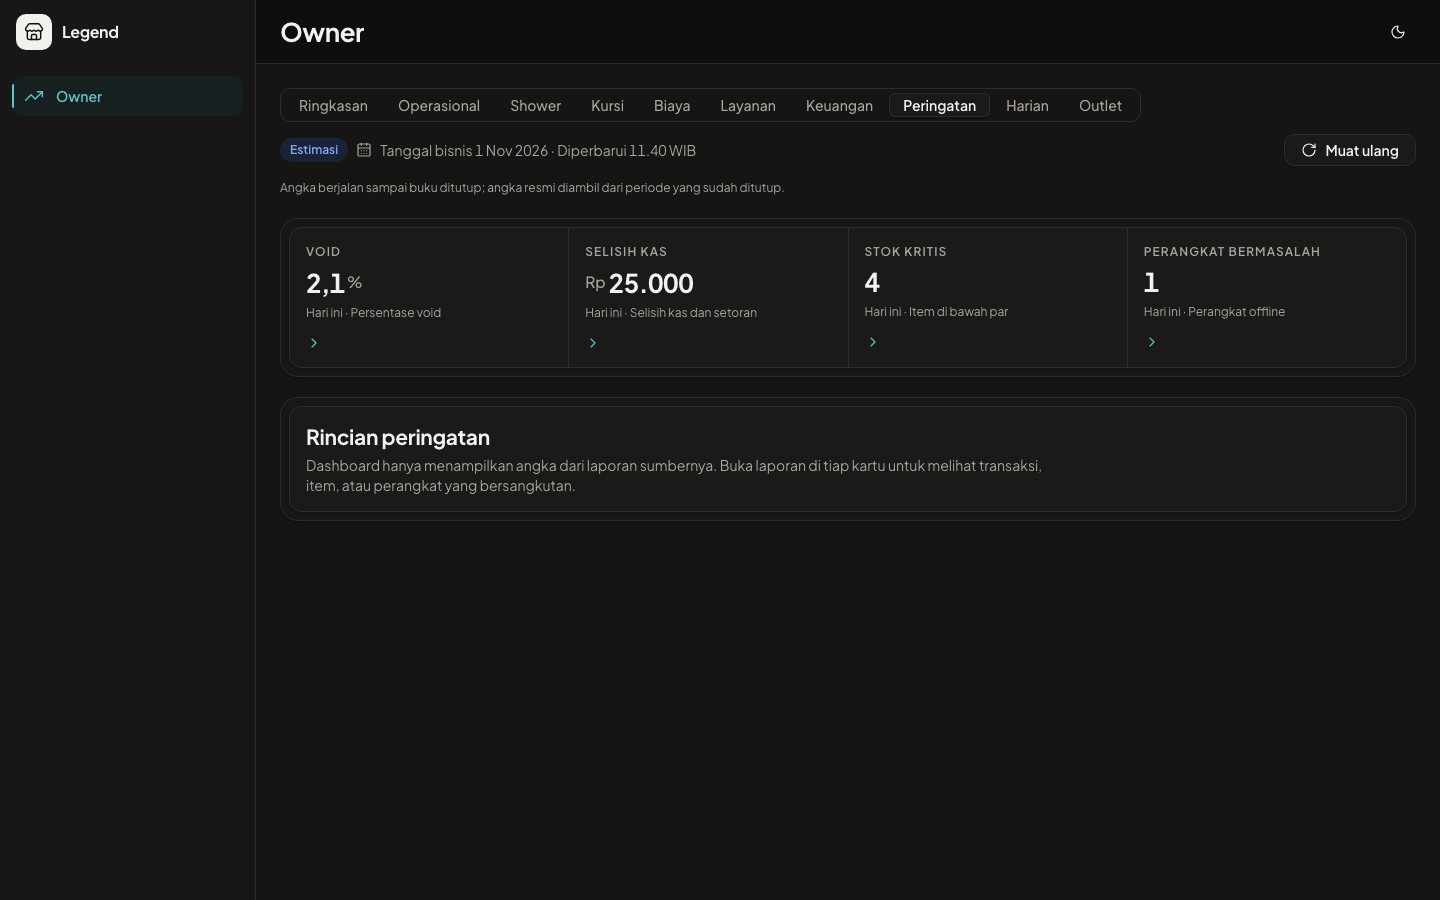 Legend
Owner
Owner
Ringkasan Operasional Shower Kursi Biaya Layanan Keuangan Peringatan Harian Outlet
Estimasi Tanggal bisnis 1 Nov 2026 · Diperbarui 11.40 WIB
Muat ulang
Angka berjalan sampai buku ditutup; angka resmi diambil dari periode yang sudah ditutup.
VOID
2,1%
Hari ini · Persentase void
SELISIH KAS
Rp 25.000
Hari ini · Selisih kas dan setoran
STOK KRITIS
4
Hari ini · Item di bawah par
PERANGKAT BERMASALAH
1
Hari ini · Perangkat offline
Rincian peringatan
Dashboard hanya menampilkan angka dari laporan sumbernya. Buka laporan di tiap kartu untuk melihat transaksi,
item, atau perangkat yang bersangkutan.